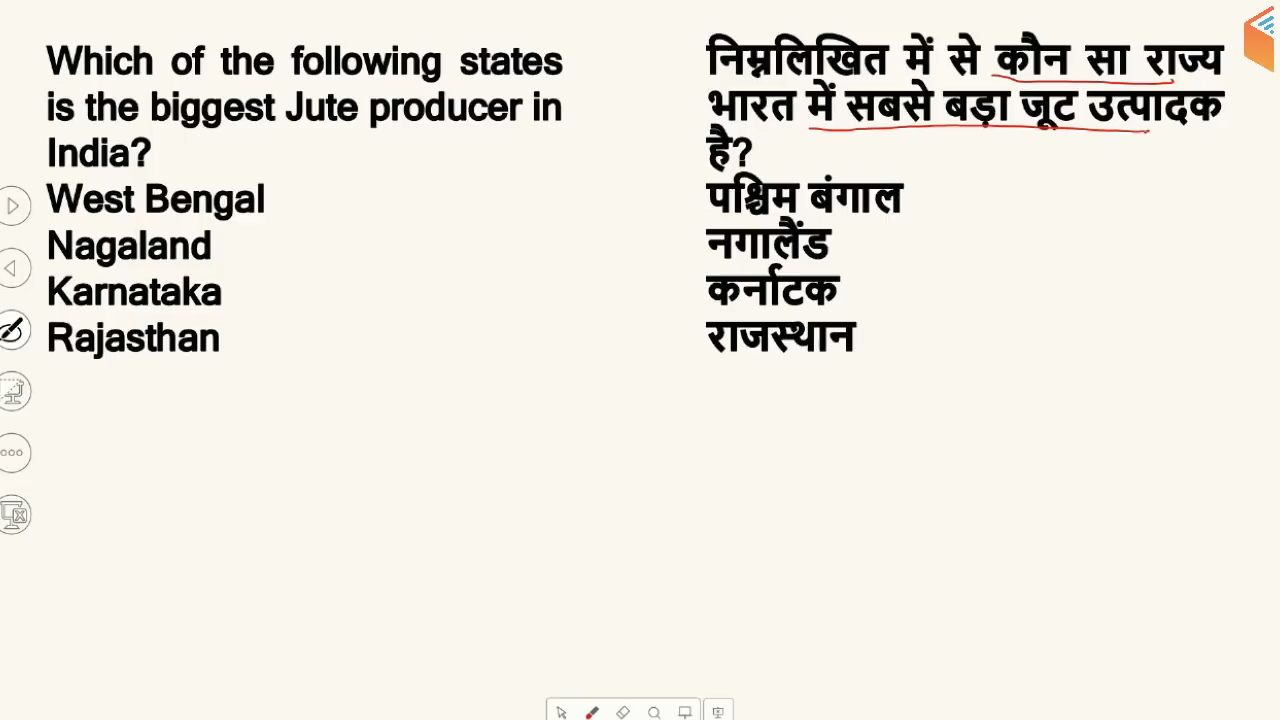 Which of the following states
is the biggest Jute producer in
India?
West Bengal
Nagaland
Karnataka
Rajasthan
निम्नलिखित में से कौन सा राज्य
भारत में सबसे बड़ा जूट उत्पादक
है?
पश्चिम बंगाल
नगालैंड
कर्नाटक
राजस्थान